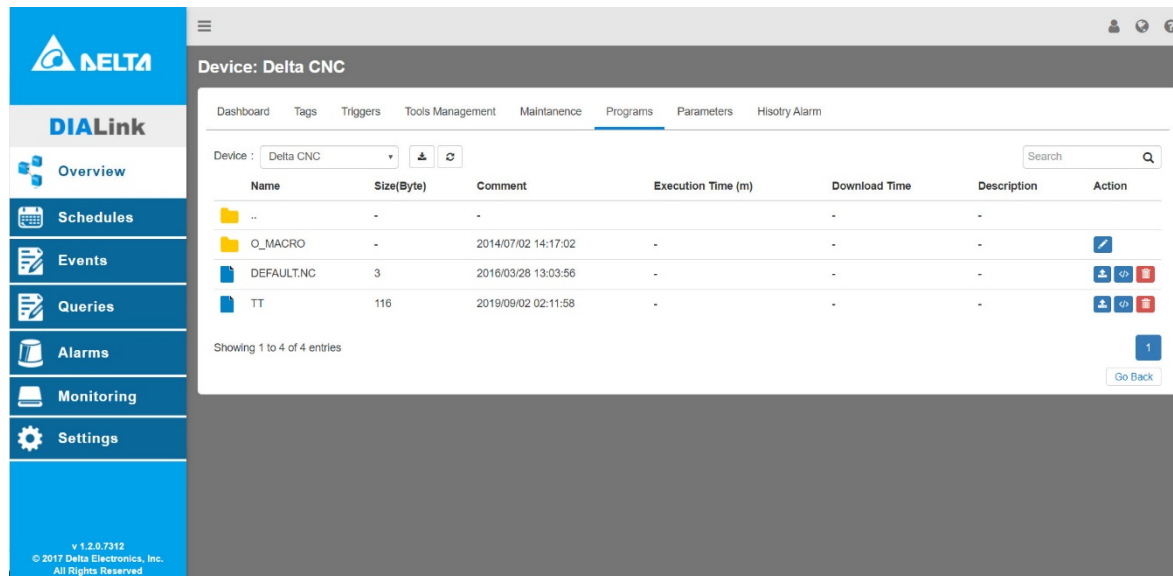 DELTA
DIALink
Overview
Schedules
Events
Queries
Alarms
Monitoring
Settings
v 1.2.0.7312
© 2017 Delta Electronics, Inc.
All Rights Reserved
Device: Delta CNC
Dashboard Tags Triggers Tools Management Maintanence Programs Parameters Hisotry Alarm
Device : Delta CNC Search
Name Size(Byte) Comment Execution Time (m) Download Time Description Action
.. - - - -
O_MACRO - 2014/07/02 14:17:02 - - -
DEFAULT.NC 3 2016/03/28 13:03:56 - - -
TT 116 2019/09/02 02:11:58 - - -
Showing 1 to 4 of 4 entries 1
Go Back